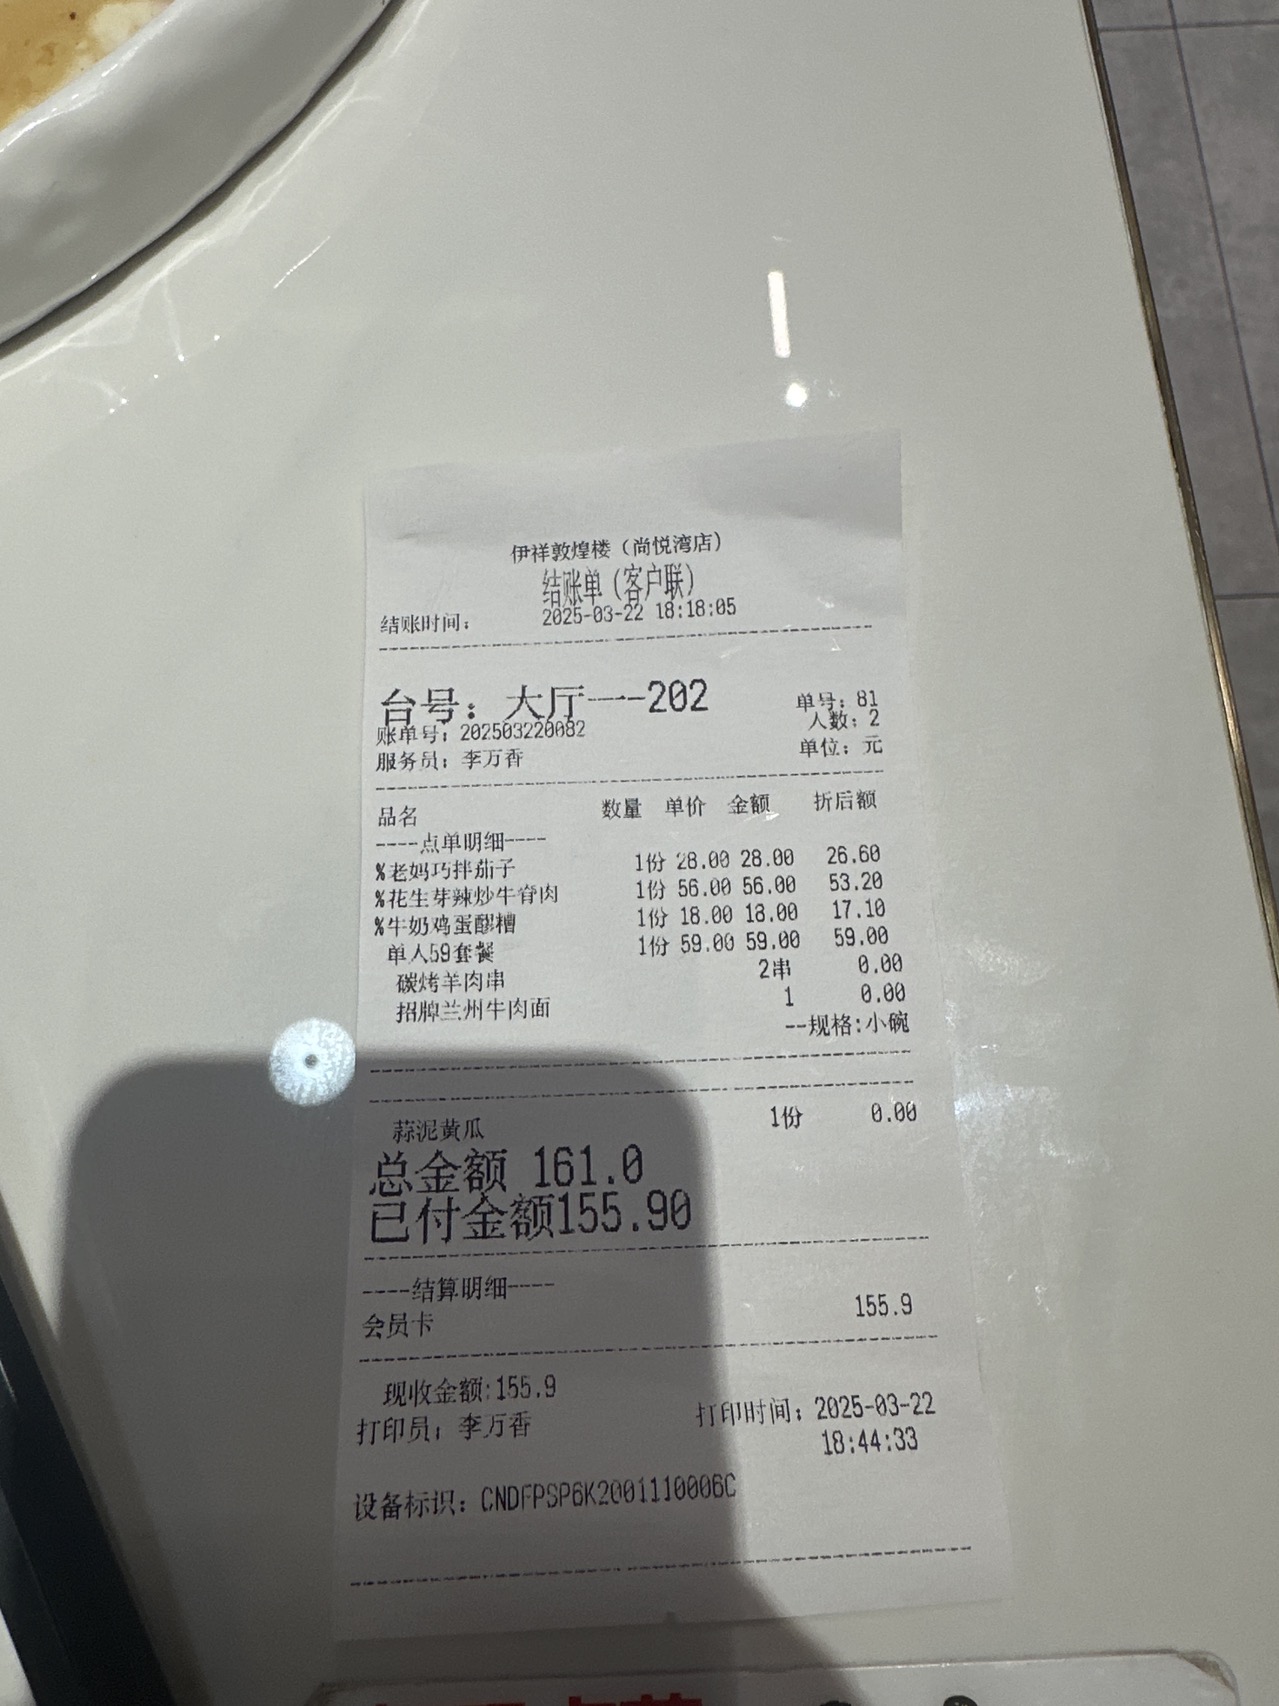 伊祥敦煌楼（尚悦湾店）
结账单（客户联）
结账时间： 2025-03-22 18:18:05
台号：大厅一--202 单号：81
账单号：202503220082 人数：2
服务员：李万香 单位：元
品名 数量 单价 金额 折后额
----点单明细----
%老妈巧拌茄子 1份 28.00 28.00 26.60
%花生芽辣炒牛脊肉 1份 56.00 56.00 53.20
%牛奶鸡蛋醪糟 1份 18.00 18.00 17.10
单人59套餐 1份 59.00 59.00 59.00
碳烤羊肉串 2串 0.00
招牌兰州牛肉面 1 0.00
--规格:小碗
蒜泥黄瓜 1份 0.00
总金额 161.0
已付金额155.90
----结算明细----
会员卡 155.9
现收金额:155.9
打印员：李万香 打印时间：2025-03-22
18:44:33
设备标识：CNDFPSP6K2001110006C